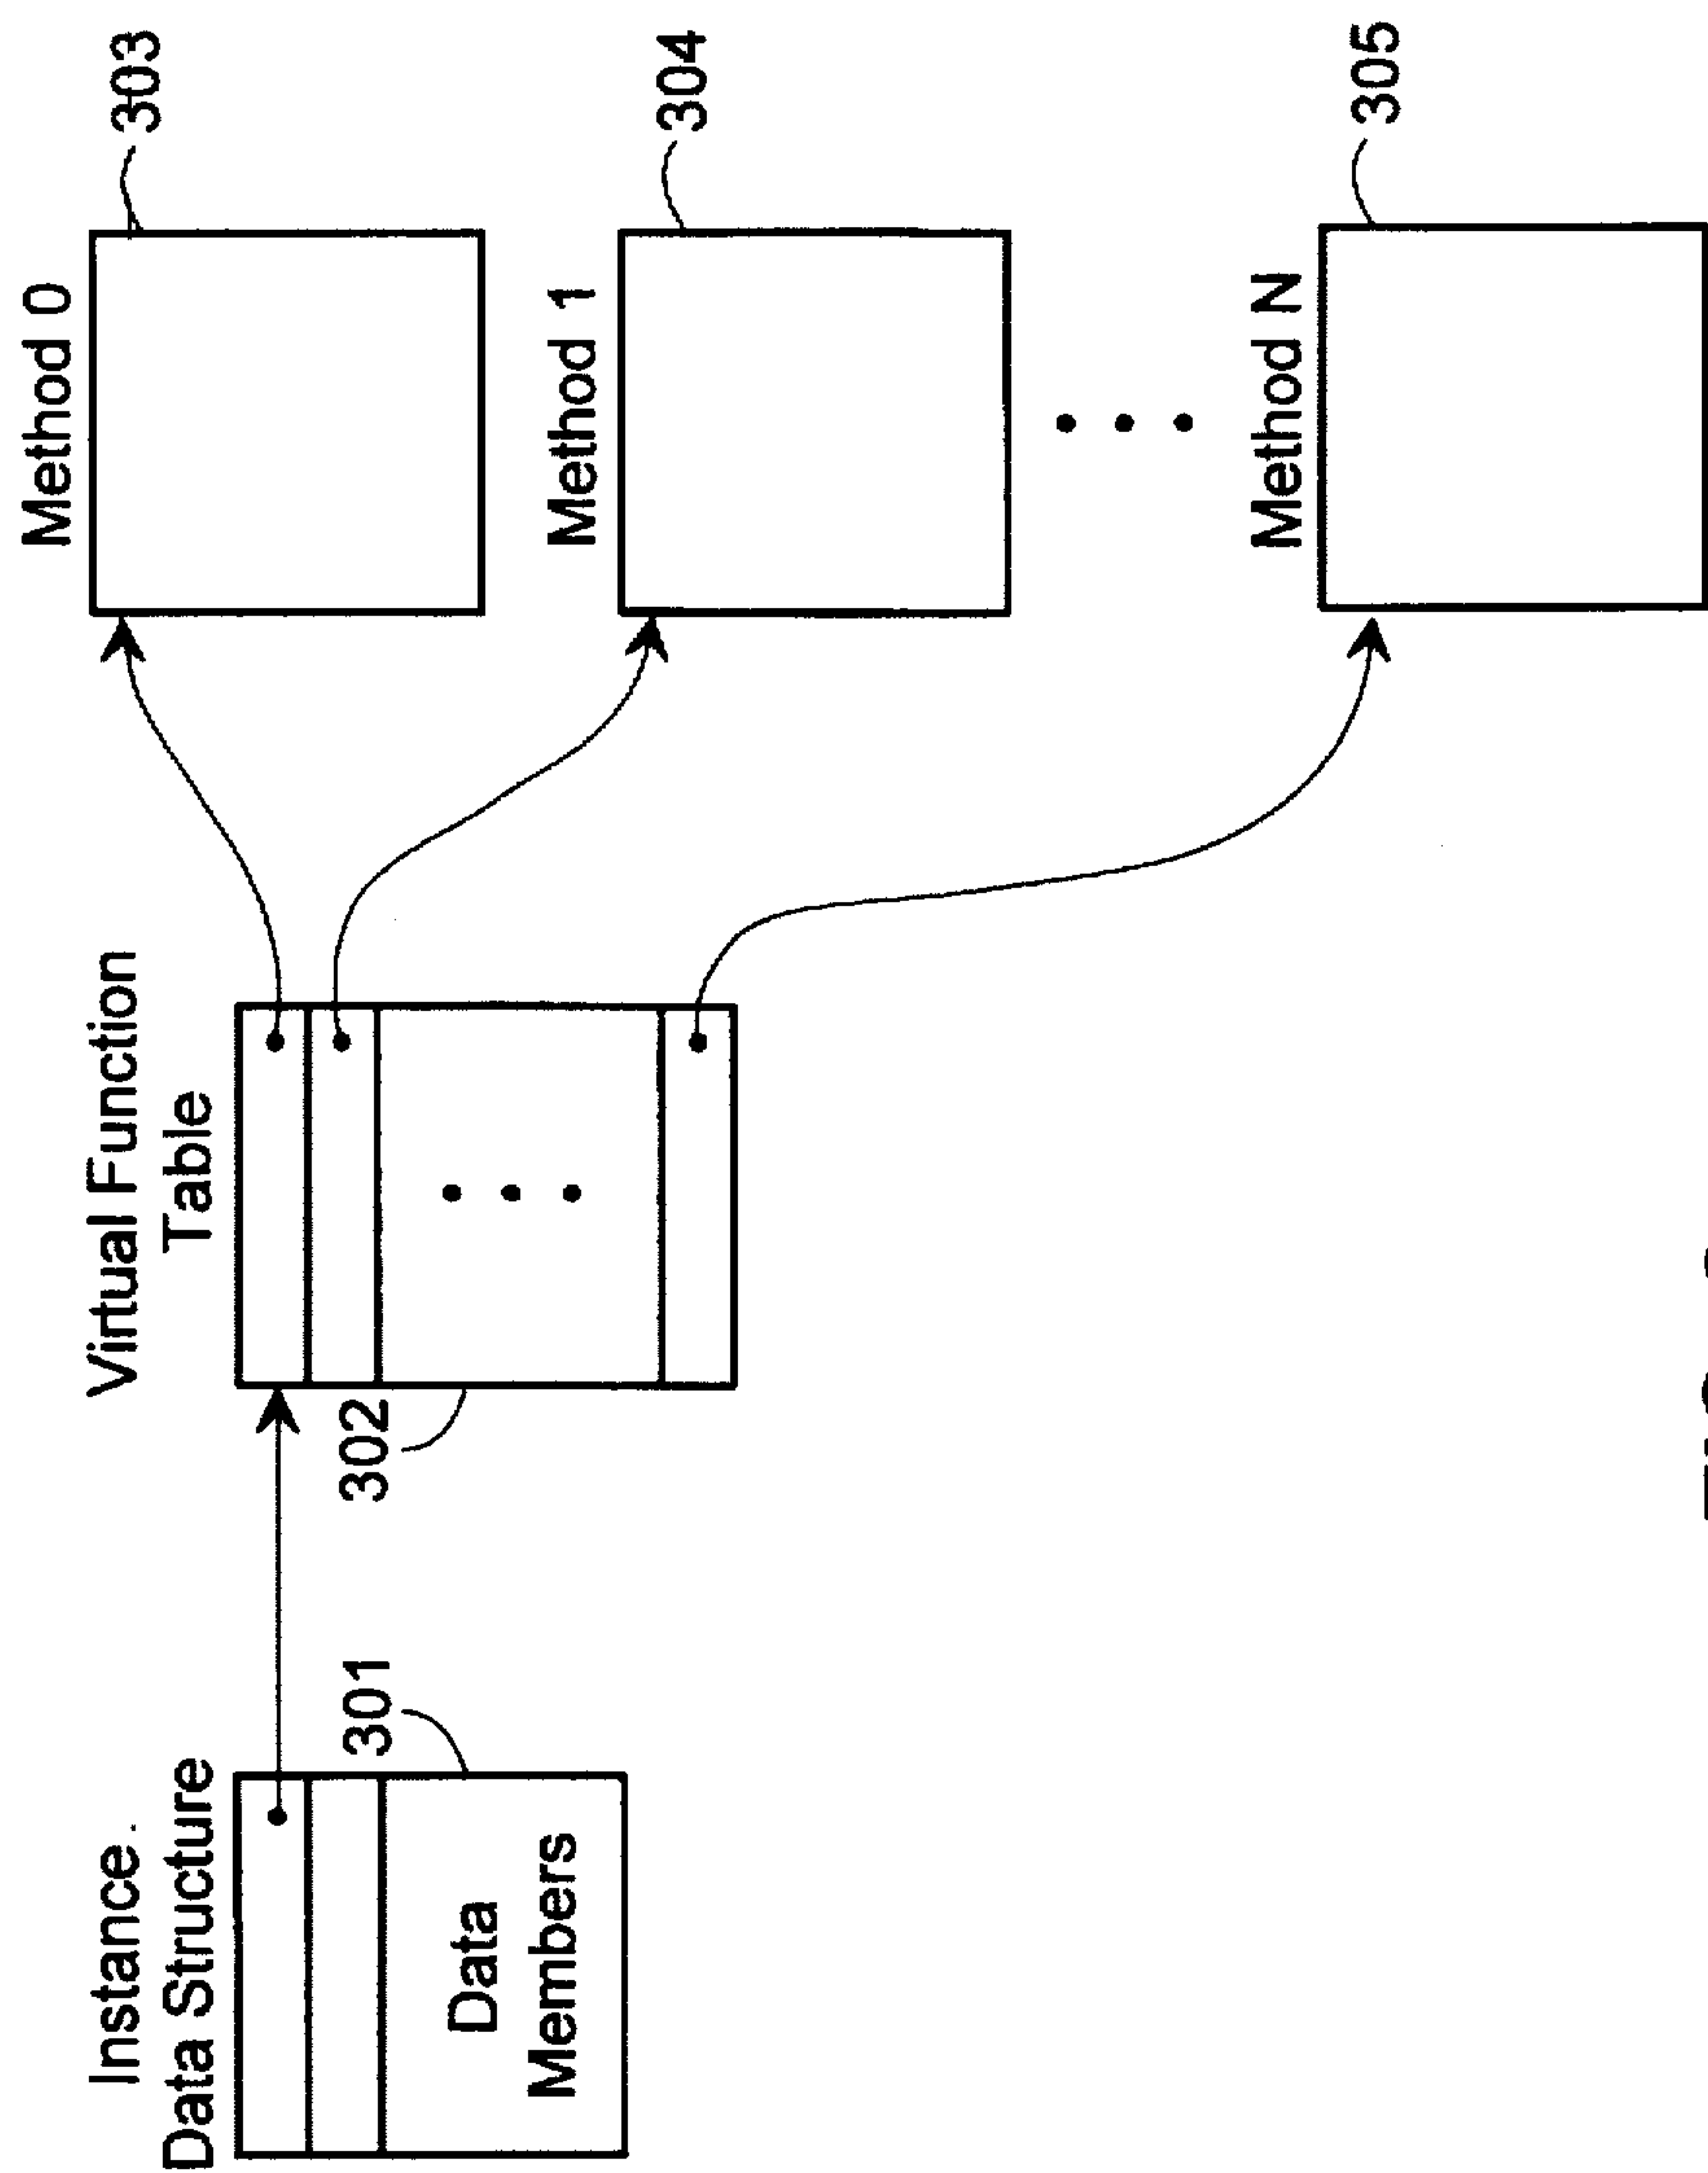 Instance.
Data Structure
301
Data
Members
Virtual Function
Table
302
Method 0
303
Method 1
304
Method N
305